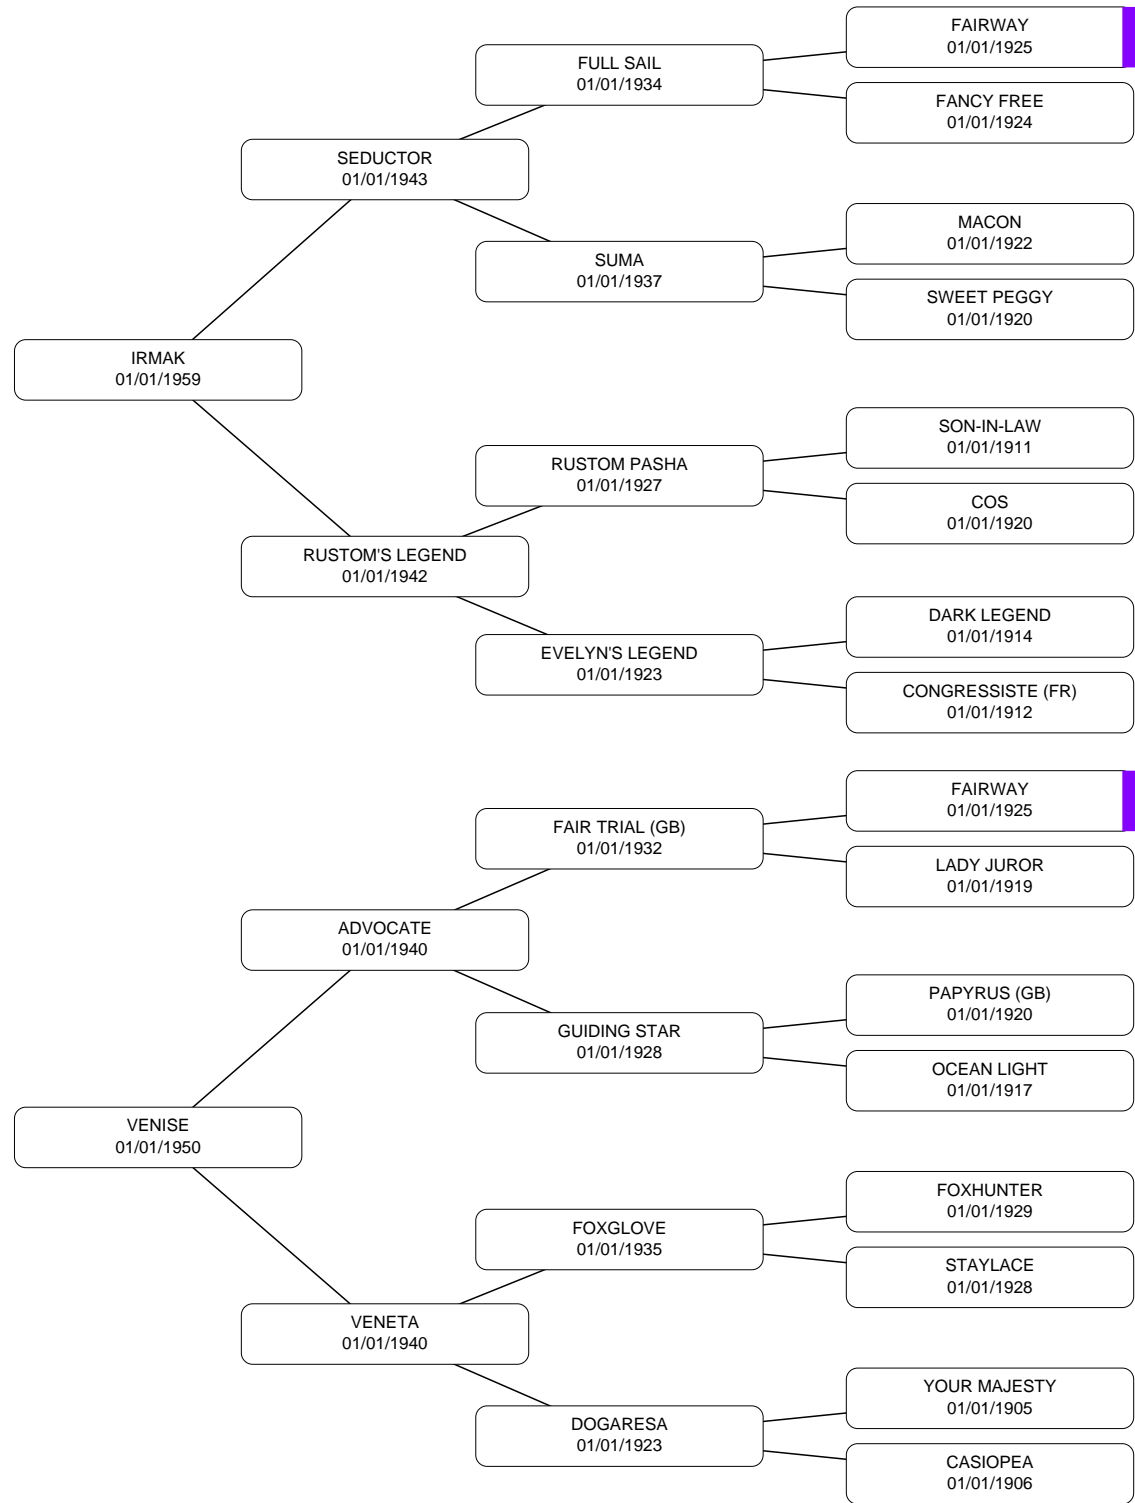 FAIRWAY
01/01/1925
FULL SAIL
01/01/1934
FANCY FREE
01/01/1924
SEDUCTOR
01/01/1943
MACON
01/01/1922
SUMA
01/01/1937
SWEET PEGGY
01/01/1920
IRMAK
01/01/1959
SON-IN-LAW
01/01/1911
RUSTOM PASHA
01/01/1927
COS
01/01/1920
RUSTOM'S LEGEND
01/01/1942
DARK LEGEND
01/01/1914
EVELYN'S LEGEND
01/01/1923
CONGRESSISTE (FR)
01/01/1912
FAIRWAY
01/01/1925
FAIR TRIAL (GB)
01/01/1932
LADY JUROR
01/01/1919
ADVOCATE
01/01/1940
PAPYRUS (GB)
01/01/1920
GUIDING STAR
01/01/1928
OCEAN LIGHT
01/01/1917
VENISE
01/01/1950
FOXHUNTER
01/01/1929
FOXGLOVE
01/01/1935
STAYLACE
01/01/1928
VENETA
01/01/1940
YOUR MAJESTY
01/01/1905
DOGARESA
01/01/1923
CASIOPEA
01/01/1906